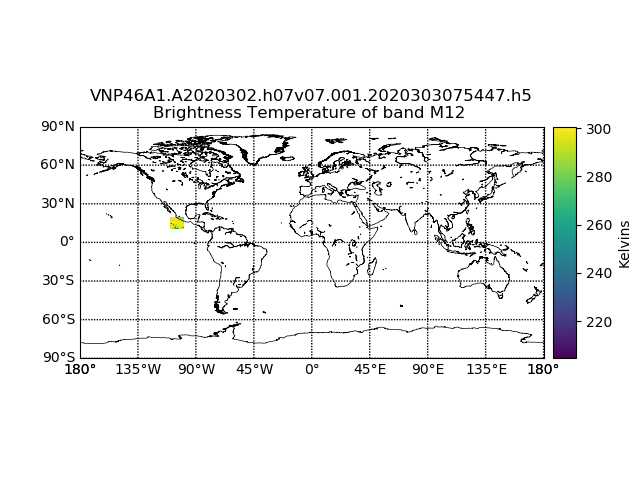 VNP46A1.A2020302.h07v07.001.2020303075447.h5
Brightness Temperature of band M12
90°N
60°N
30°N
0°
30°S
60°S
90°S
180° 135°W 90°W 45°W 0° 45°E 90°E 135°E 180°
300
280
260
240
220
Kelvins